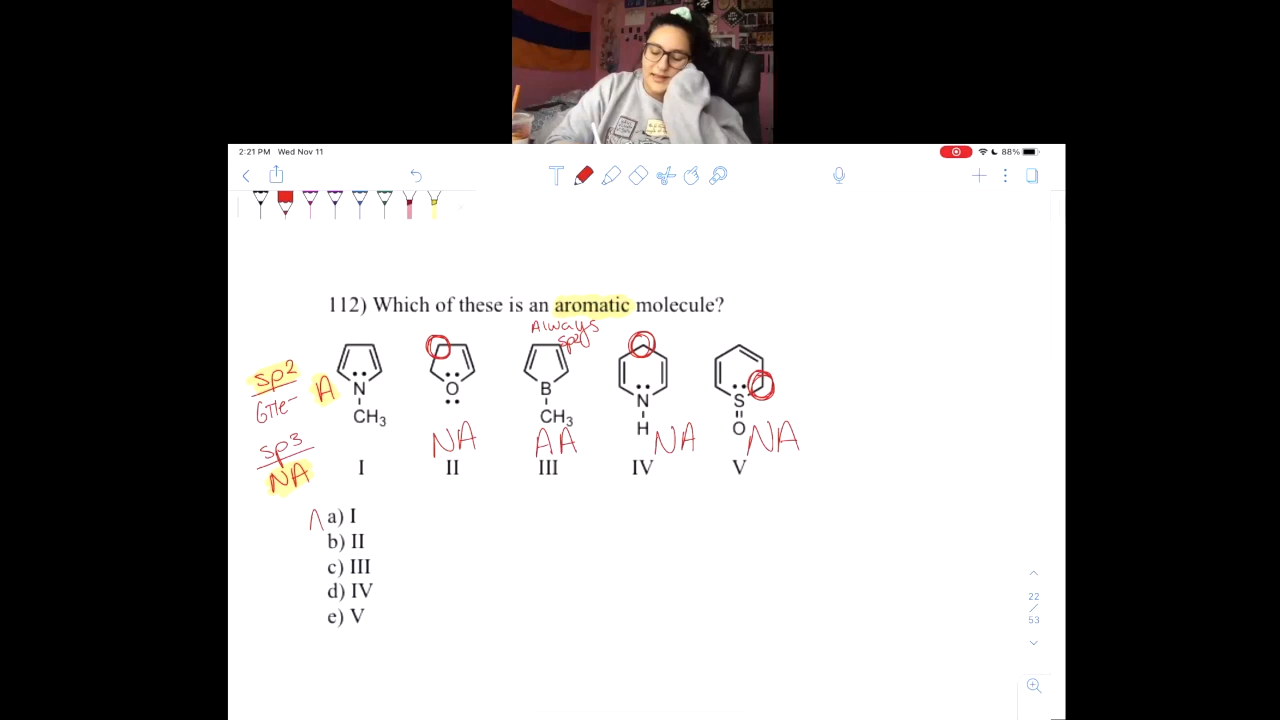 2:21 PM Wed Nov 11
88%
T
112) Which of these is an aromatic molecule?
Always
sp2
sp2
6πe-
A
N
CH3
O
B
CH3
N
H
S
O
sp3
NA
NA
AA
NA
NA
I
II
III
IV
V
a) I
b) II
c) III
d) IV
e) V
22
/
53